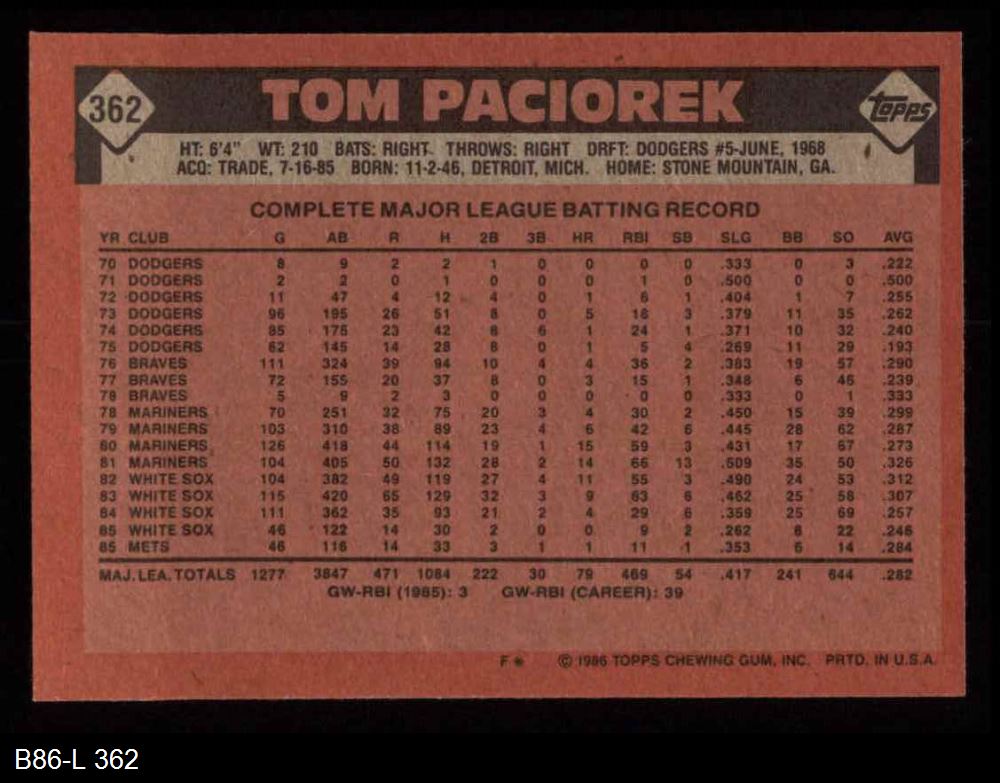 362
TOM PACIOREK
TOPPS
HT: 6'4" WT: 210 BATS: RIGHT THROWS: RIGHT DRFT: DODGERS #5-JUNE, 1968
ACQ: TRADE, 7-16-85 BORN: 11-2-46, DETROIT, MICH. HOME: STONE MOUNTAIN, GA.
COMPLETE MAJOR LEAGUE BATTING RECORD
YR CLUB G AB R H 2B 3B HR RBI SB SLG BB SO AVG
70 DODGERS 8 9 2 2 1 0 0 0 0 .333 0 3 .222
71 DODGERS 2 2 0 1 0 0 0 1 0 .500 0 0 .500
72 DODGERS 11 47 4 12 4 0 1 6 1 .404 1 7 .255
73 DODGERS 96 195 26 51 8 0 5 18 3 .379 11 35 .262
74 DODGERS 85 175 23 42 8 6 1 24 1 .371 10 32 .240
75 DODGERS 62 145 14 28 8 0 1 5 4 .269 11 29 .193
76 BRAVES 111 324 39 94 10 4 4 36 2 .383 19 57 .290
77 BRAVES 72 155 20 37 8 0 3 15 1 .348 6 46 .239
78 BRAVES 5 9 2 3 0 0 0 0 0 .333 0 1 .333
78 MARINERS 70 251 32 75 20 3 4 30 2 .450 15 39 .299
79 MARINERS 103 310 38 89 23 4 6 42 6 .445 28 62 .287
80 MARINERS 126 418 44 114 19 1 15 59 3 .431 17 67 .273
81 MARINERS 104 405 50 132 28 2 14 66 13 .509 35 50 .326
82 WHITE SOX 104 382 49 119 27 4 11 55 3 .490 24 53 .312
83 WHITE SOX 115 420 65 129 32 3 9 63 6 .462 25 58 .307
84 WHITE SOX 111 362 35 93 21 2 4 29 6 .359 25 69 .257
85 WHITE SOX 46 122 14 30 2 0 0 9 2 .262 8 22 .246
85 METS 46 116 14 33 3 1 1 11 1 .353 6 14 .284
MAJ. LEA. TOTALS 1277 3847 471 1084 222 30 79 469 54 .417 241 644 .282
GW-RBI (1985): 3 GW-RBI (CAREER): 39
F * © 1986 TOPPS CHEWING GUM, INC. PRTD. IN U.S.A.
B86-L 362